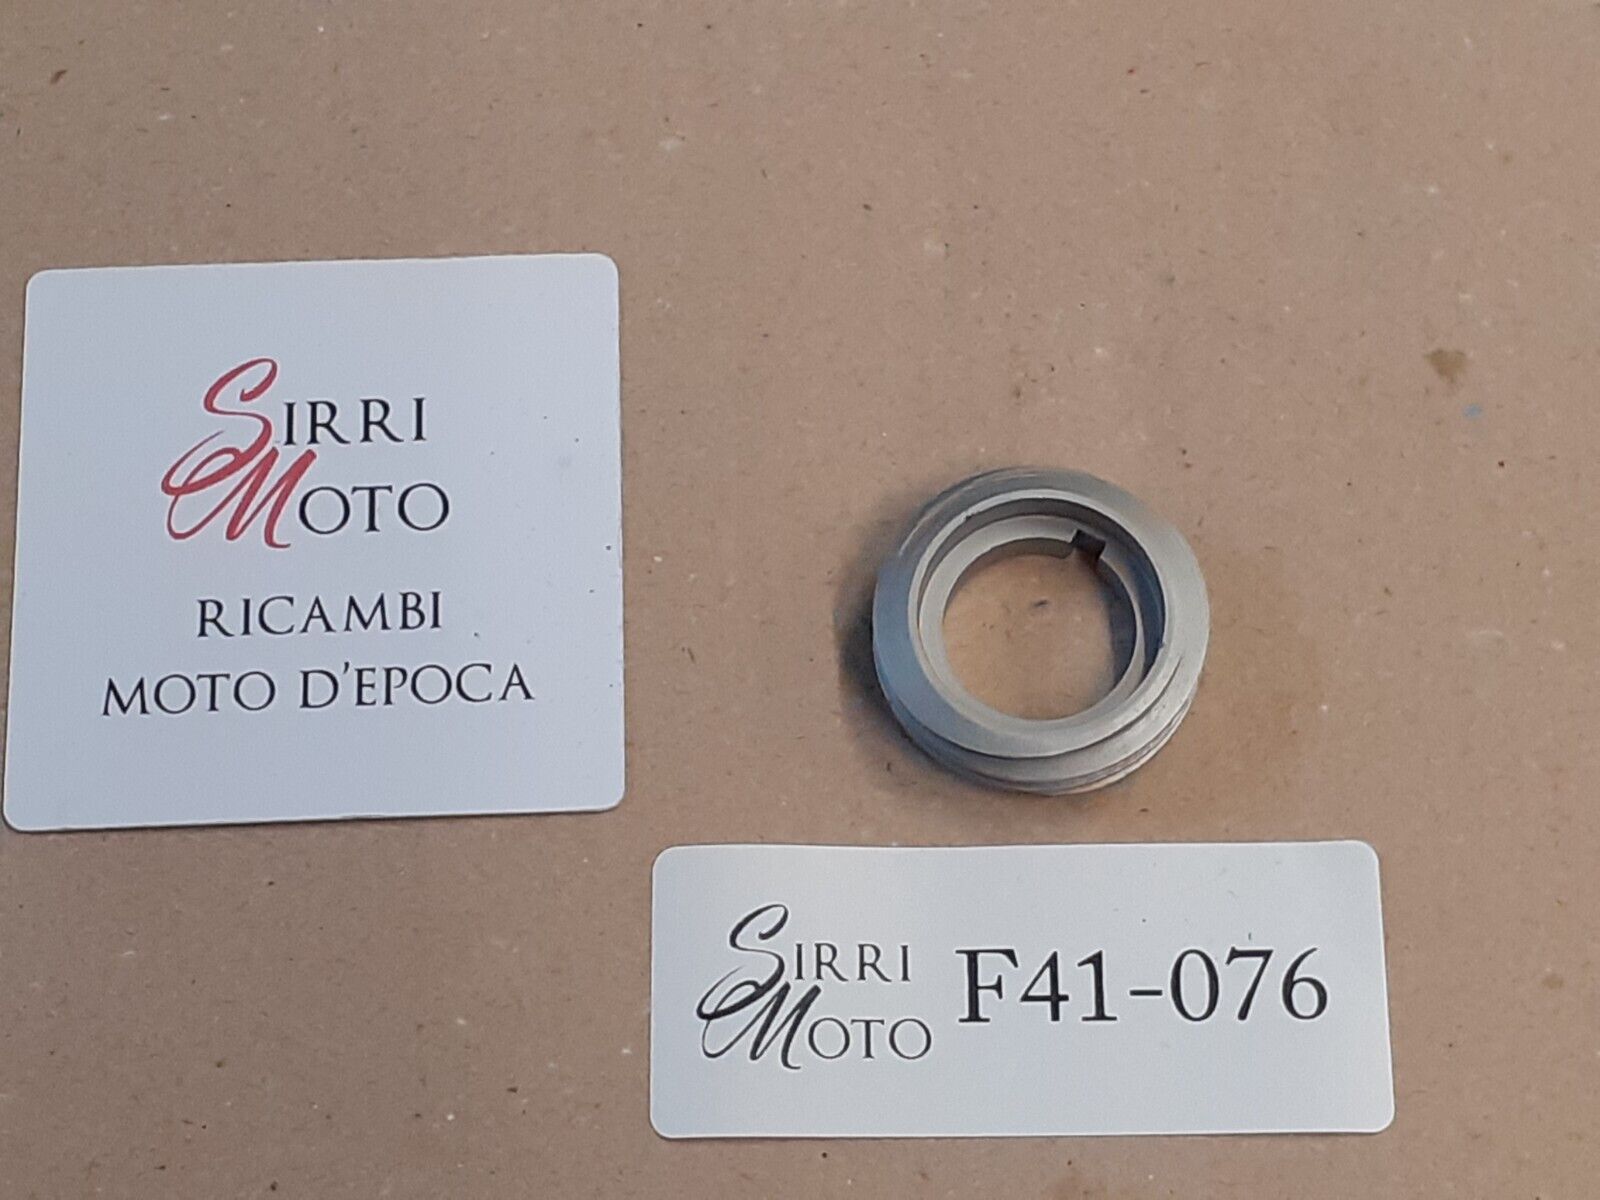 SIRRI
MOTO
RICAMBI
MOTO D'EPOCA
SIRRI
MOTO
F41-076